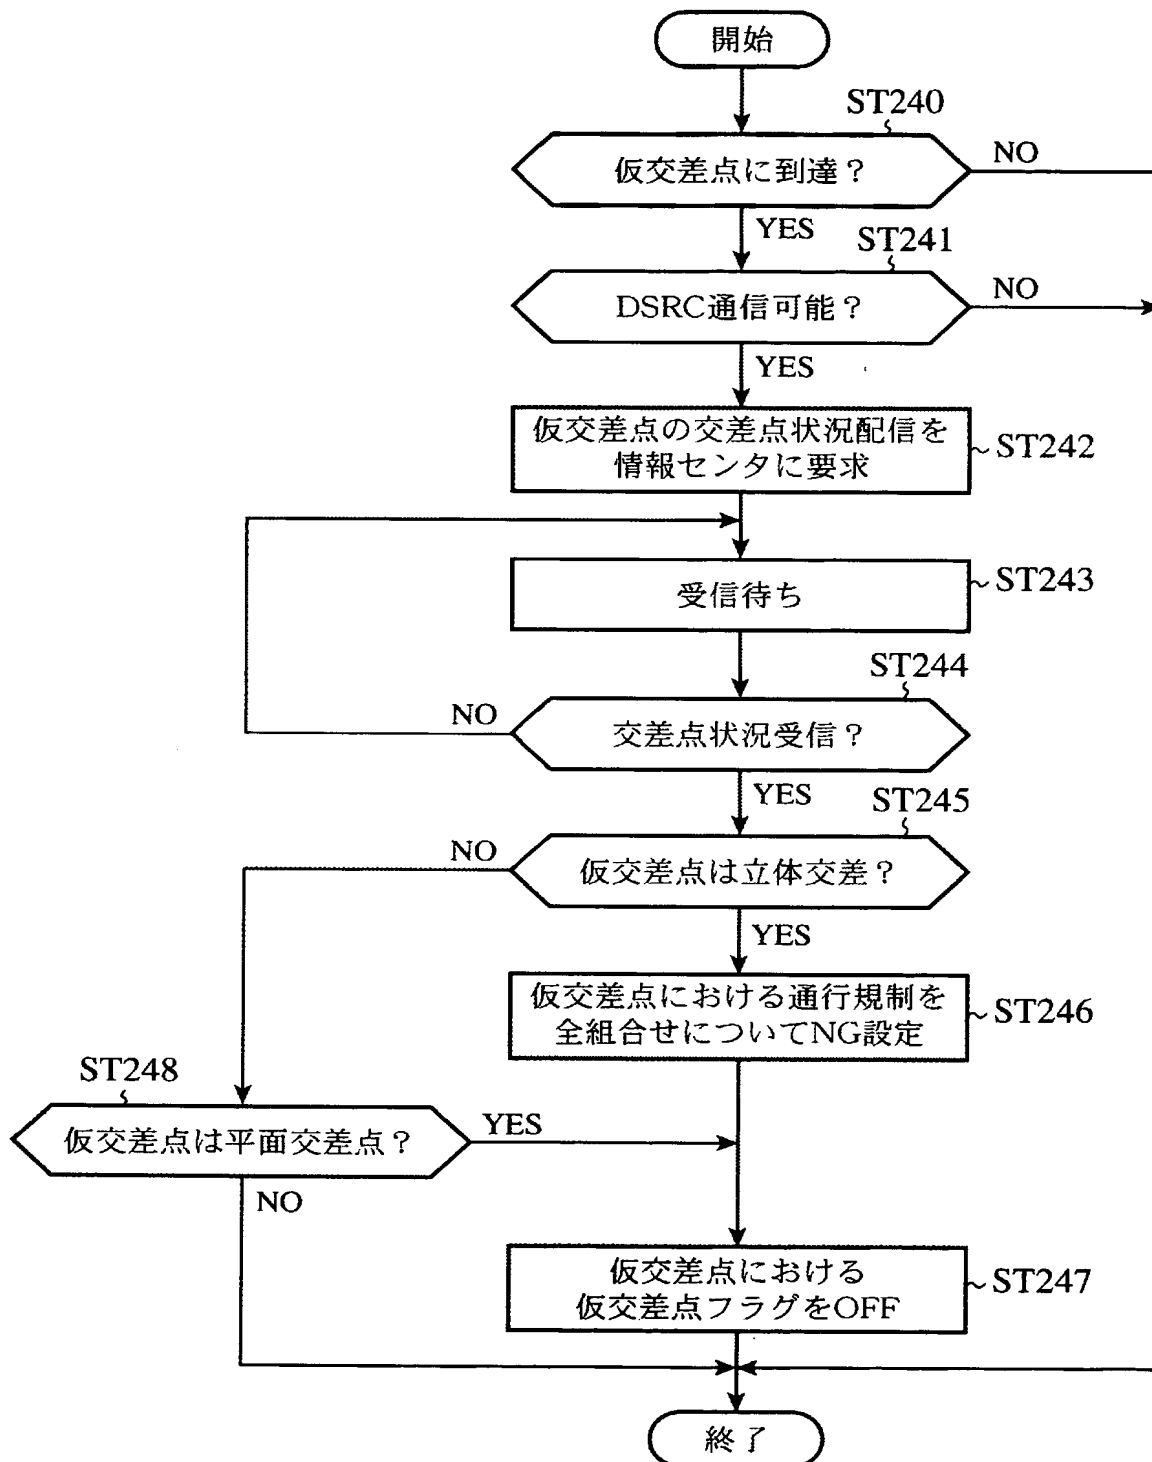 開始
ST240
仮交差点に到達？
NO
YES
ST241
DSRC通信可能？
NO
YES
仮交差点の交差点状況配信を
情報センタに要求
ST242
受信待ち
ST243
ST244
NO
交差点状況受信？
YES
ST245
NO
仮交差点は立体交差？
YES
仮交差点における通行規制を
全組合せについてNG設定
ST246
ST248
仮交差点は平面交差点？
YES
NO
仮交差点における
仮交差点フラグをOFF
ST247
終了